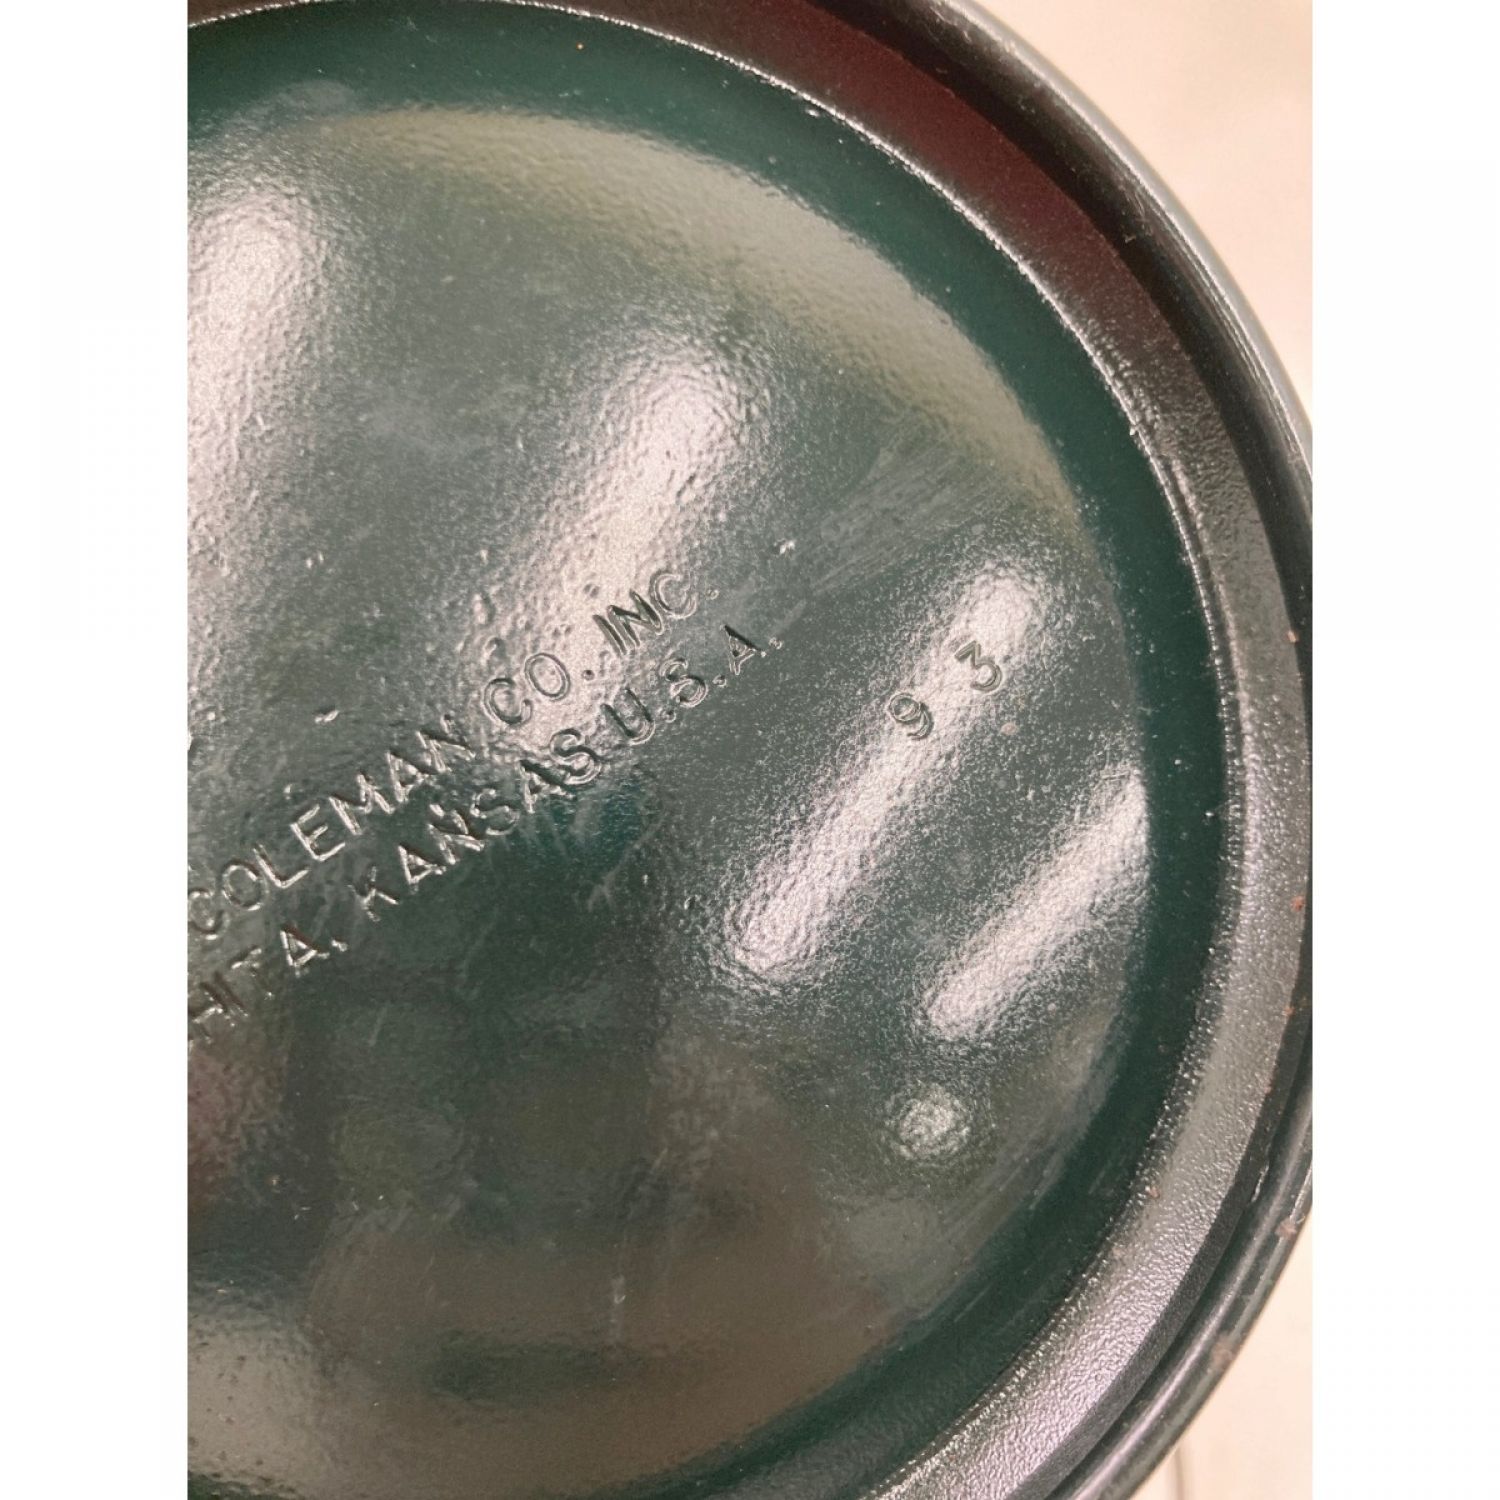 COLEMAN CO. INC.
HITA, KANSAS U.S.A.
9 3